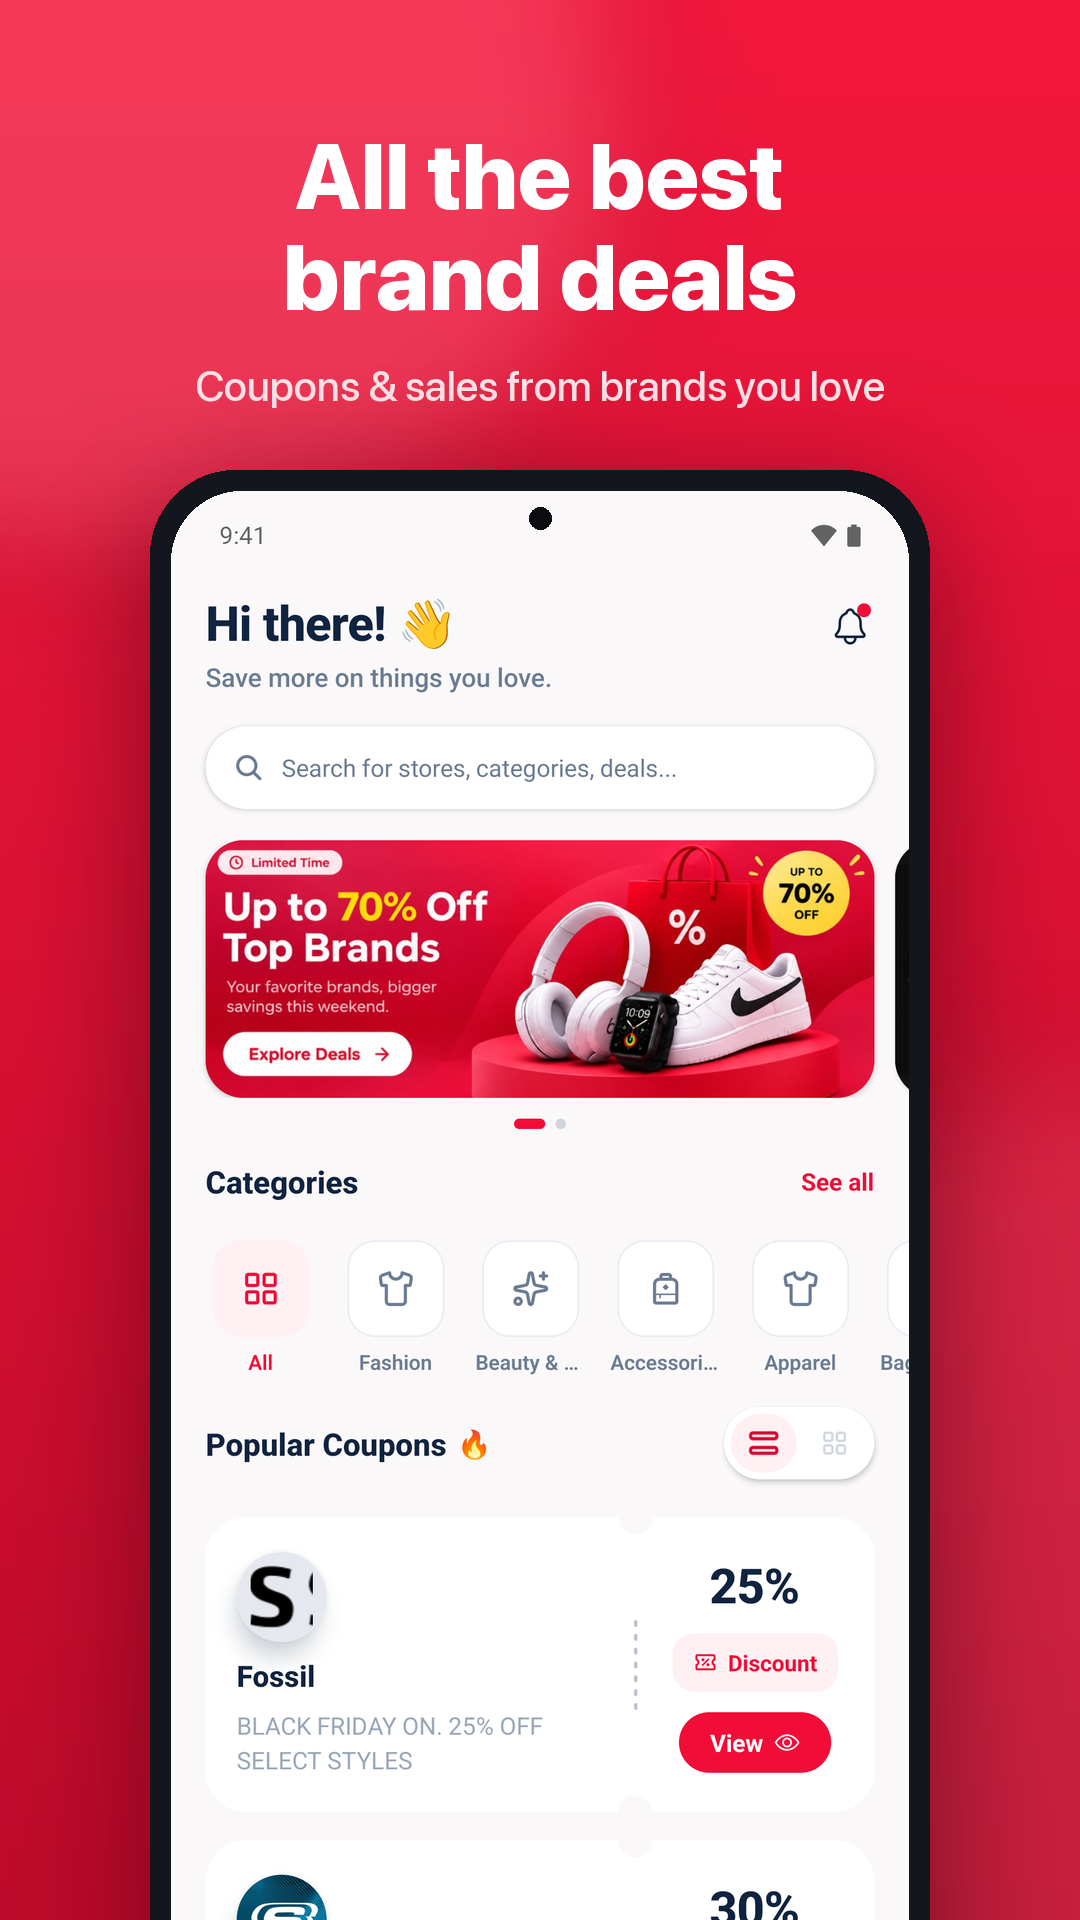 All the best
brand deals
Coupons & sales from brands you love
9:41
Hi there! 👋
Save more on things you love.
Search for stores, categories, deals...
Limited Time
Up to 70% Off
Top Brands
Your favorite brands, bigger
savings this weekend.
Explore Deals →
%
10:09
UP TO
70%
OFF
Categories
See all
All
Fashion
Beauty & ...
Accessori...
Apparel
Bag
Popular Coupons 🔥
S
Fossil
BLACK FRIDAY ON. 25% OFF
SELECT STYLES
25%
Discount
View
30%